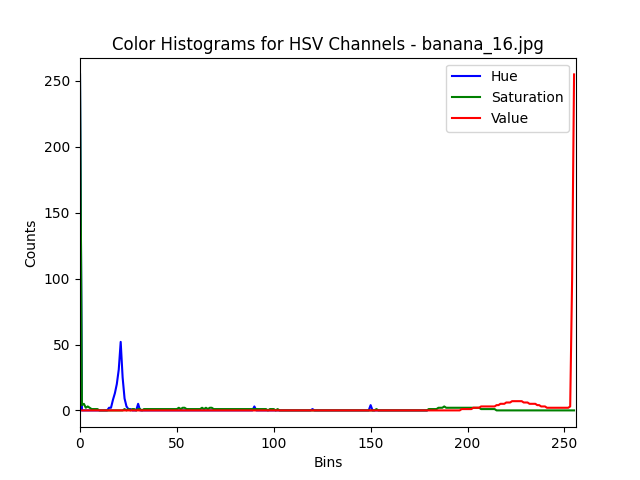 Color Histograms for HSV Channels - banana_16.jpg
Hue
Saturation
Value
Counts
250
200
150
100
50
0
0 50 100 150 200 250
Bins